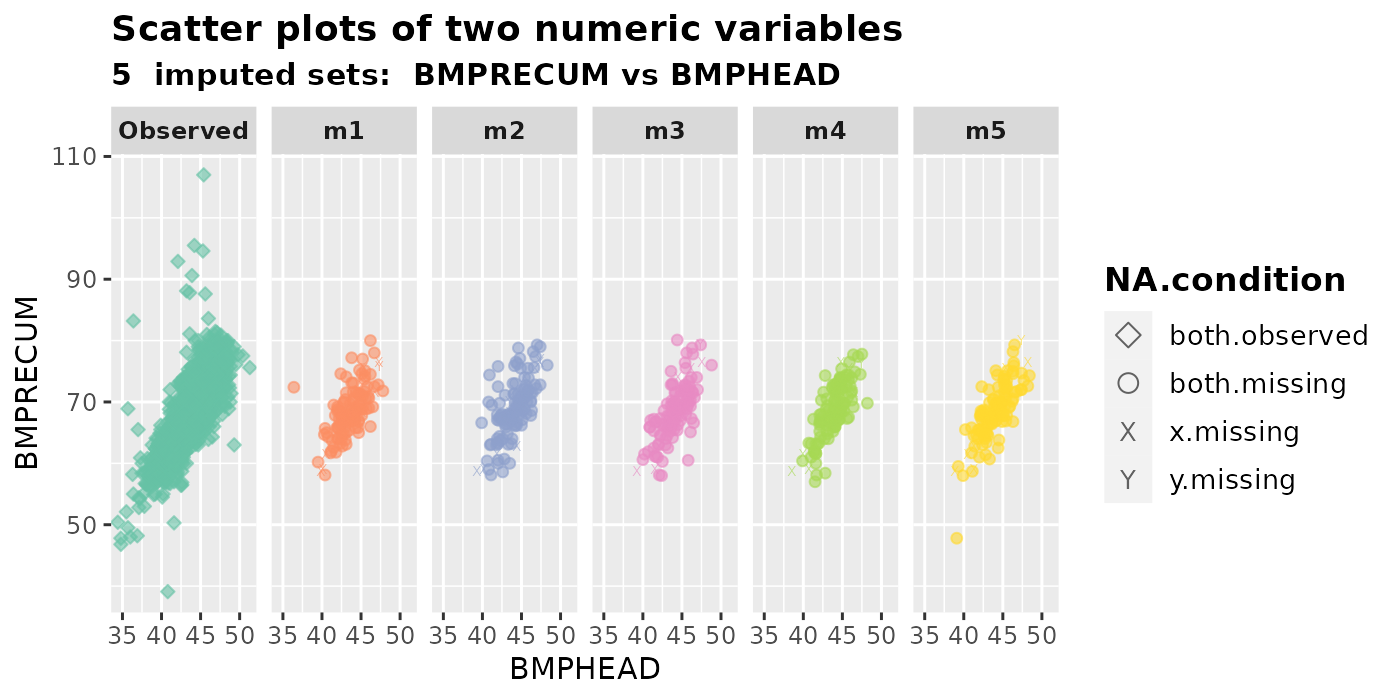 Scatter plots of two numeric variables
5  imputed sets:  BMPRECUM vs BMPHEAD
Observed m1 m2 m3 m4 m5
110
90
70
50
BMPRECUM
35 40 45 50 35 40 45 50 35 40 45 50 35 40 45 50 35 40 45 50 35 40 45 50
BMPHEAD
NA.condition
both.observed
both.missing
X x.missing
Y y.missing